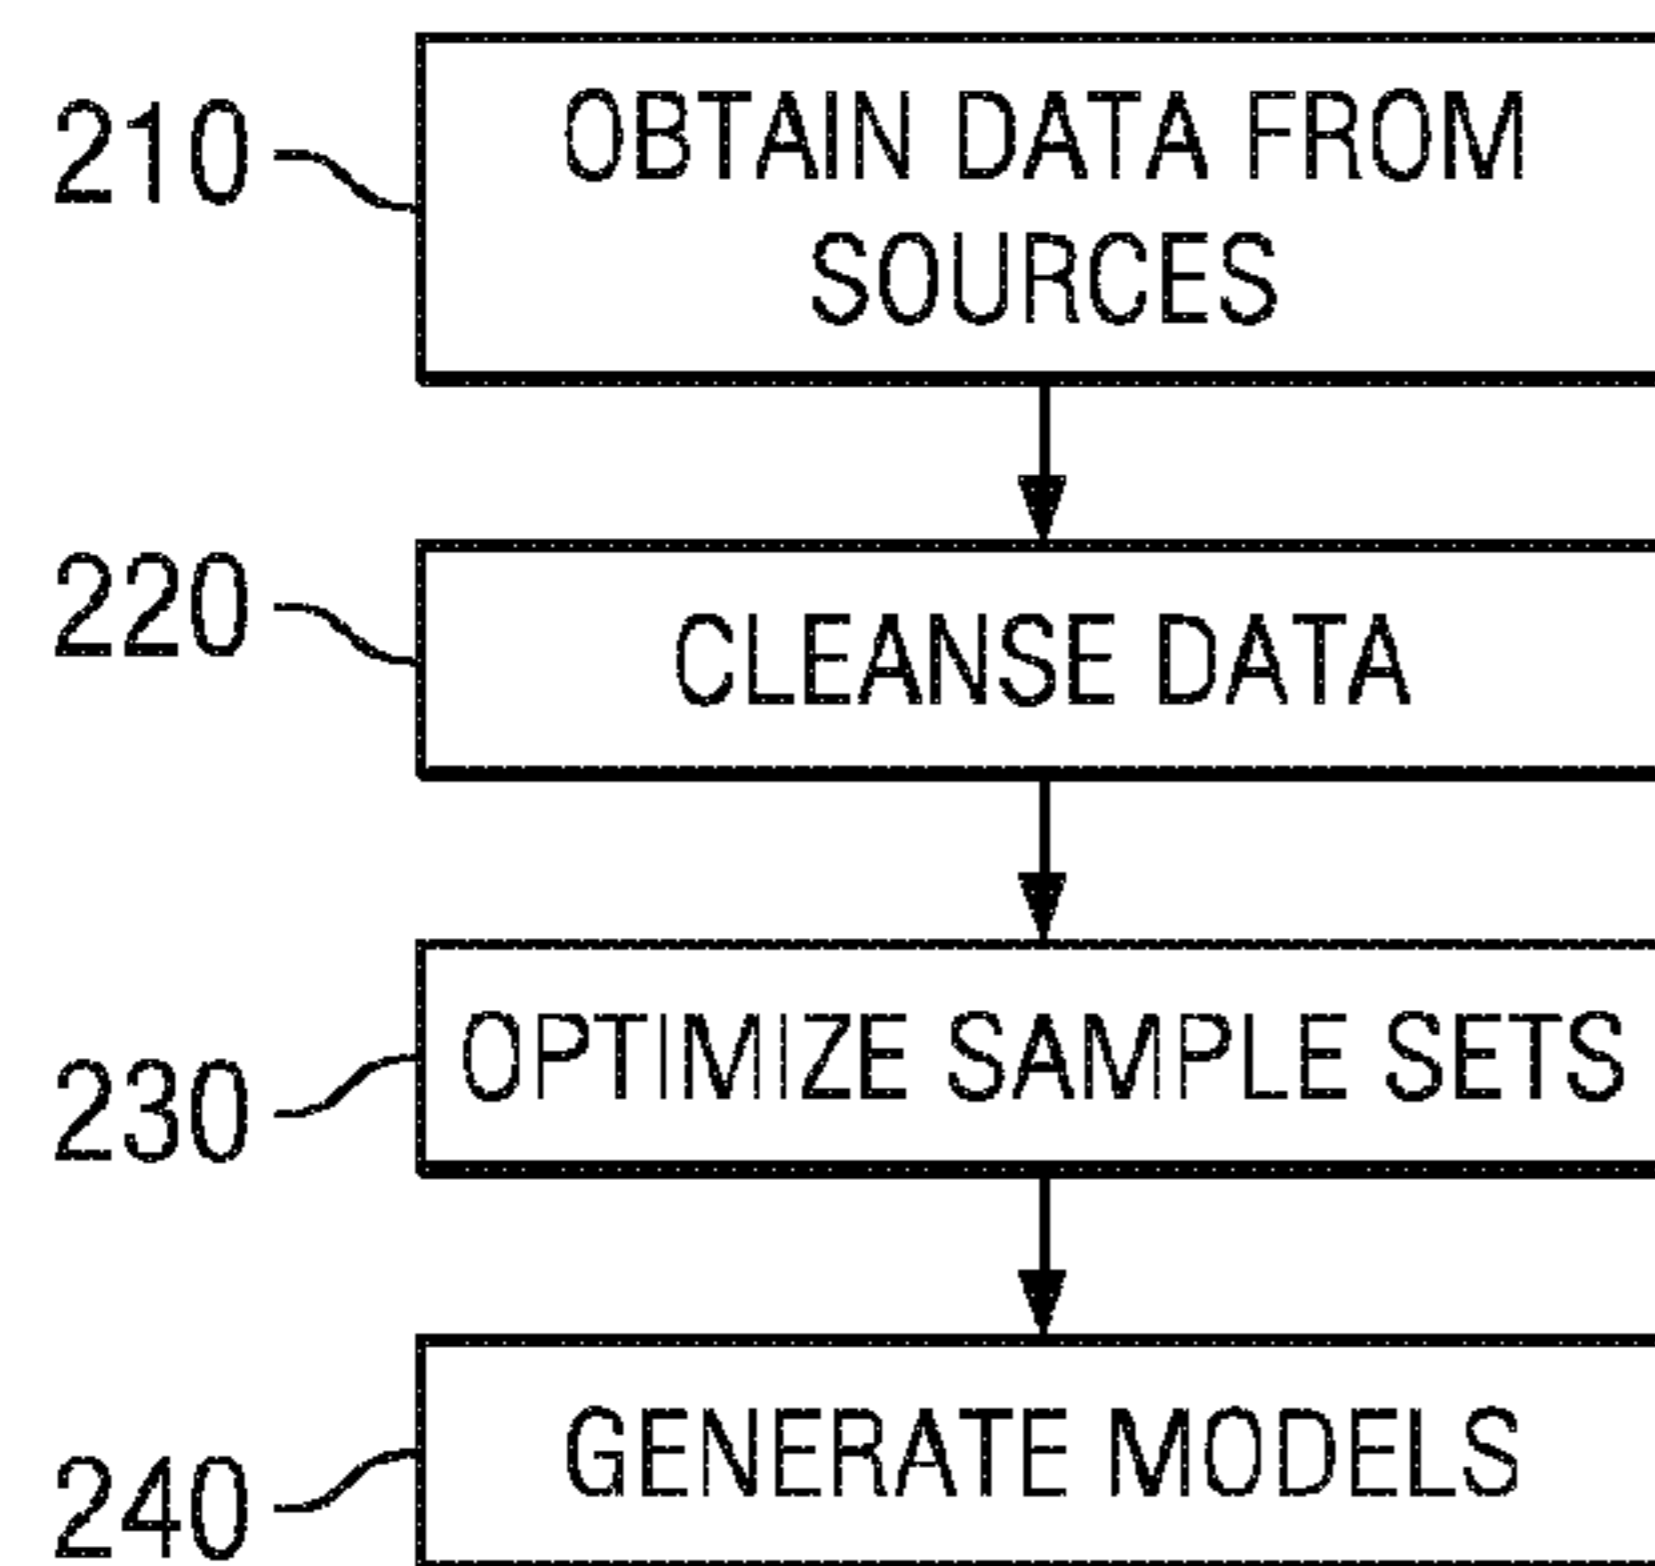 210
OBTAIN DATA FROM
SOURCES
220
CLEANSE DATA
230
OPTIMIZE SAMPLE SETS
240
GENERATE MODELS